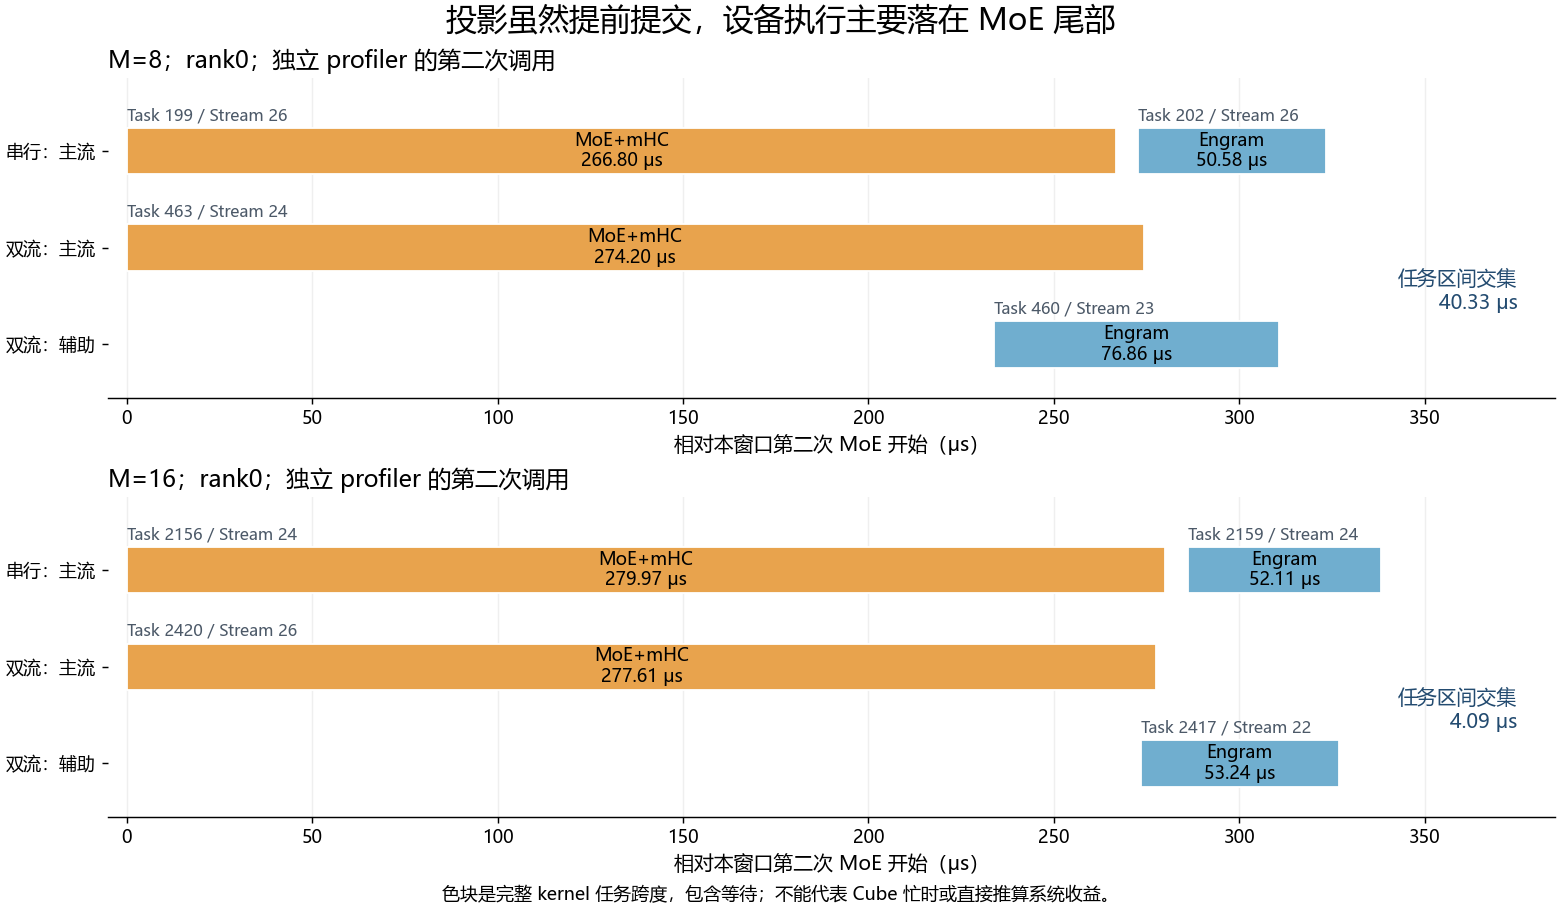 投影虽然提前提交，设备执行主要落在 MoE 尾部
M=8；rank0；独立 profiler 的第二次调用
Task 199 / Stream 26
Task 202 / Stream 26
串行：主流
MoE+mHC
266.80 μs
Engram
50.58 μs
Task 463 / Stream 24
双流：主流
MoE+mHC
274.20 μs
任务区间交集
40.33 μs
Task 460 / Stream 23
双流：辅助
Engram
76.86 μs
0 50 100 150 200 250 300 350
相对本窗口第二次 MoE 开始（μs）
M=16；rank0；独立 profiler 的第二次调用
Task 2156 / Stream 24
Task 2159 / Stream 24
串行：主流
MoE+mHC
279.97 μs
Engram
52.11 μs
Task 2420 / Stream 26
双流：主流
MoE+mHC
277.61 μs
任务区间交集
4.09 μs
Task 2417 / Stream 22
双流：辅助
Engram
53.24 μs
0 50 100 150 200 250 300 350
相对本窗口第二次 MoE 开始（μs）
色块是完整 kernel 任务跨度，包含等待；不能代表 Cube 忙时或直接推算系统收益。